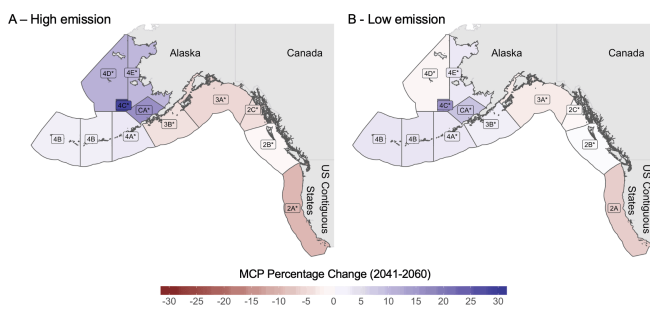 A – High emission
Alaska
Canada
4D*
4E*
4C*
CA*
3A*
2C*
3B*
4B
4B
4A*
2B*
2A*
US Contiguous
States
B - Low emission
Alaska
Canada
4D*
4E*
4C*
CA*
3A*
2C*
3B*
4B
4B
4A*
2B*
2A
US Contiguous
States
MCP Percentage Change (2041-2060)
-30 -25 -20 -15 -10 -5 0 5 10 15 20 25 30